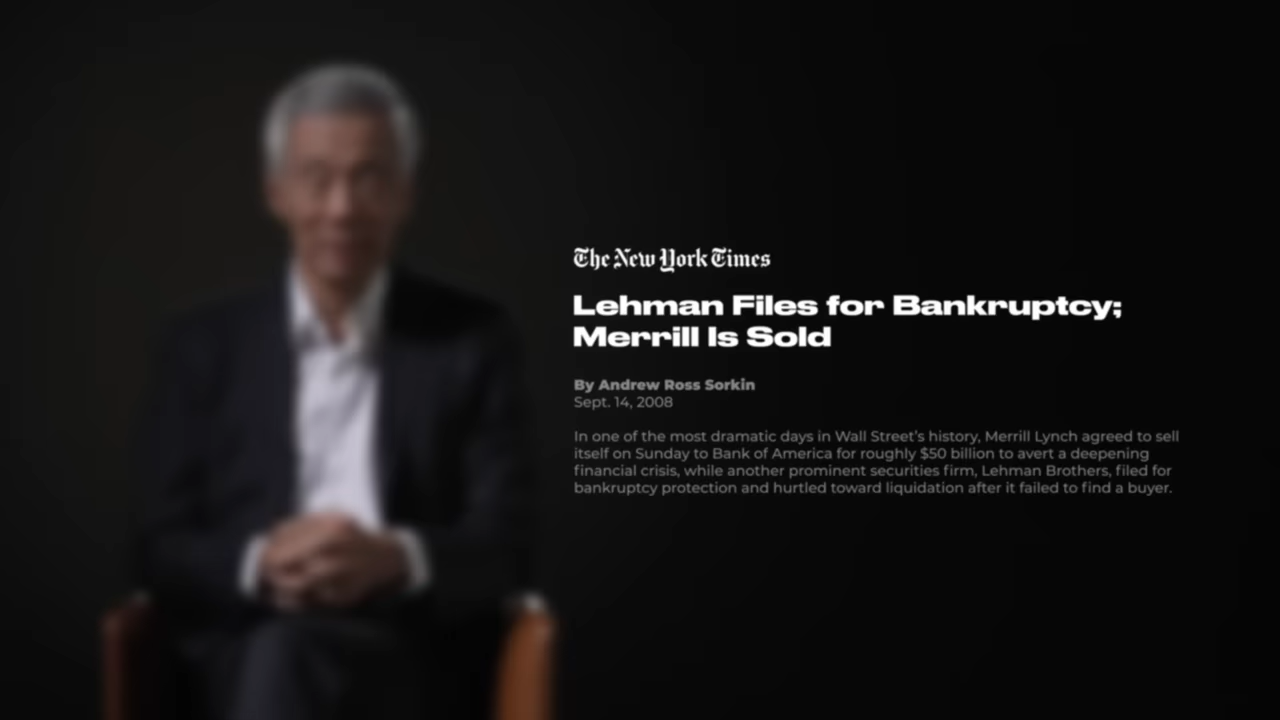 The New York Times
Lehman Files for Bankruptcy;
Merrill Is Sold
By Andrew Ross Sorkin
Sept. 14, 2008
In one of the most dramatic days in Wall Street's history, Merrill Lynch agreed to sell
itself on Sunday to Bank of America for roughly $50 billion to avert a deepening
financial crisis, while another prominent securities firm, Lehman Brothers, filed for
bankruptcy protection and hurtled toward liquidation after it failed to find a buyer.